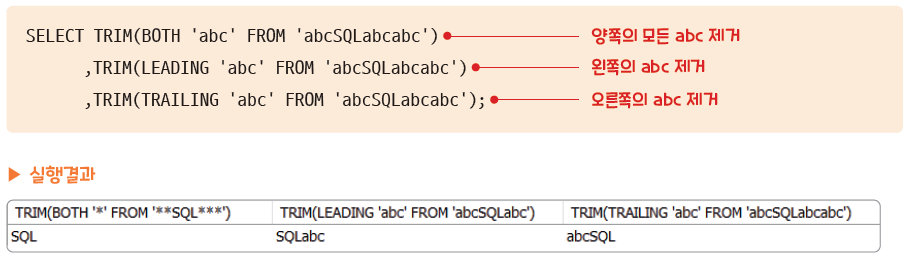 SELECT TRIM(BOTH 'abc' FROM 'abcSQLabcabc') 양쪽의 모든 abc 제거
,TRIM(LEADING 'abc' FROM 'abcSQLabcabc') 왼쪽의 abc 제거
,TRIM(TRAILING 'abc' FROM 'abcSQLabcabc'); 오른쪽의 abc 제거
▶ 실행결과
TRIM(BOTH '*' FROM '**SQL***') TRIM(LEADING 'abc' FROM 'abcSQLabc') TRIM(TRAILING 'abc' FROM 'abcSQLabcabc')
SQL SQLabc abcSQL